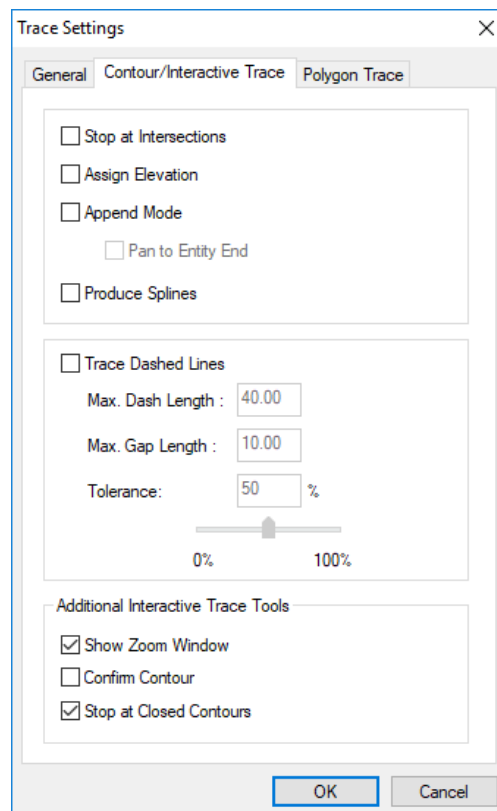 Trace Settings
General Contour/Interactive Trace Polygon Trace
Stop at Intersections
Assign Elevation
Append Mode
Pan to Entity End
Produce Splines
Trace Dashed Lines
Max. Dash Length : 40.00
Max. Gap Length : 10.00
Tolerance: 50 %
0% 100%
Additional Interactive Trace Tools
Show Zoom Window
Confirm Contour
Stop at Closed Contours
OK Cancel